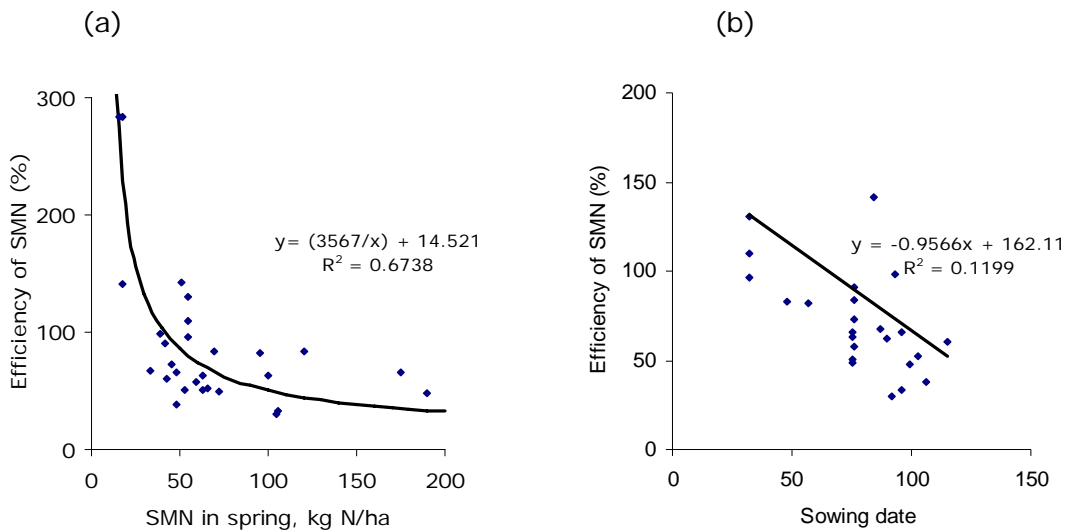 (a)
300
200
100
0
Efficiency of SMN (%)
y= (3567/x) + 14.521
R² = 0.6738
0 50 100 150 200
SMN in spring, kg N/ha
(b)
200
150
100
50
0
Efficiency of SMN (%)
y = -0.9566x + 162.11
R² = 0.1199
0 50 100 150
Sowing date